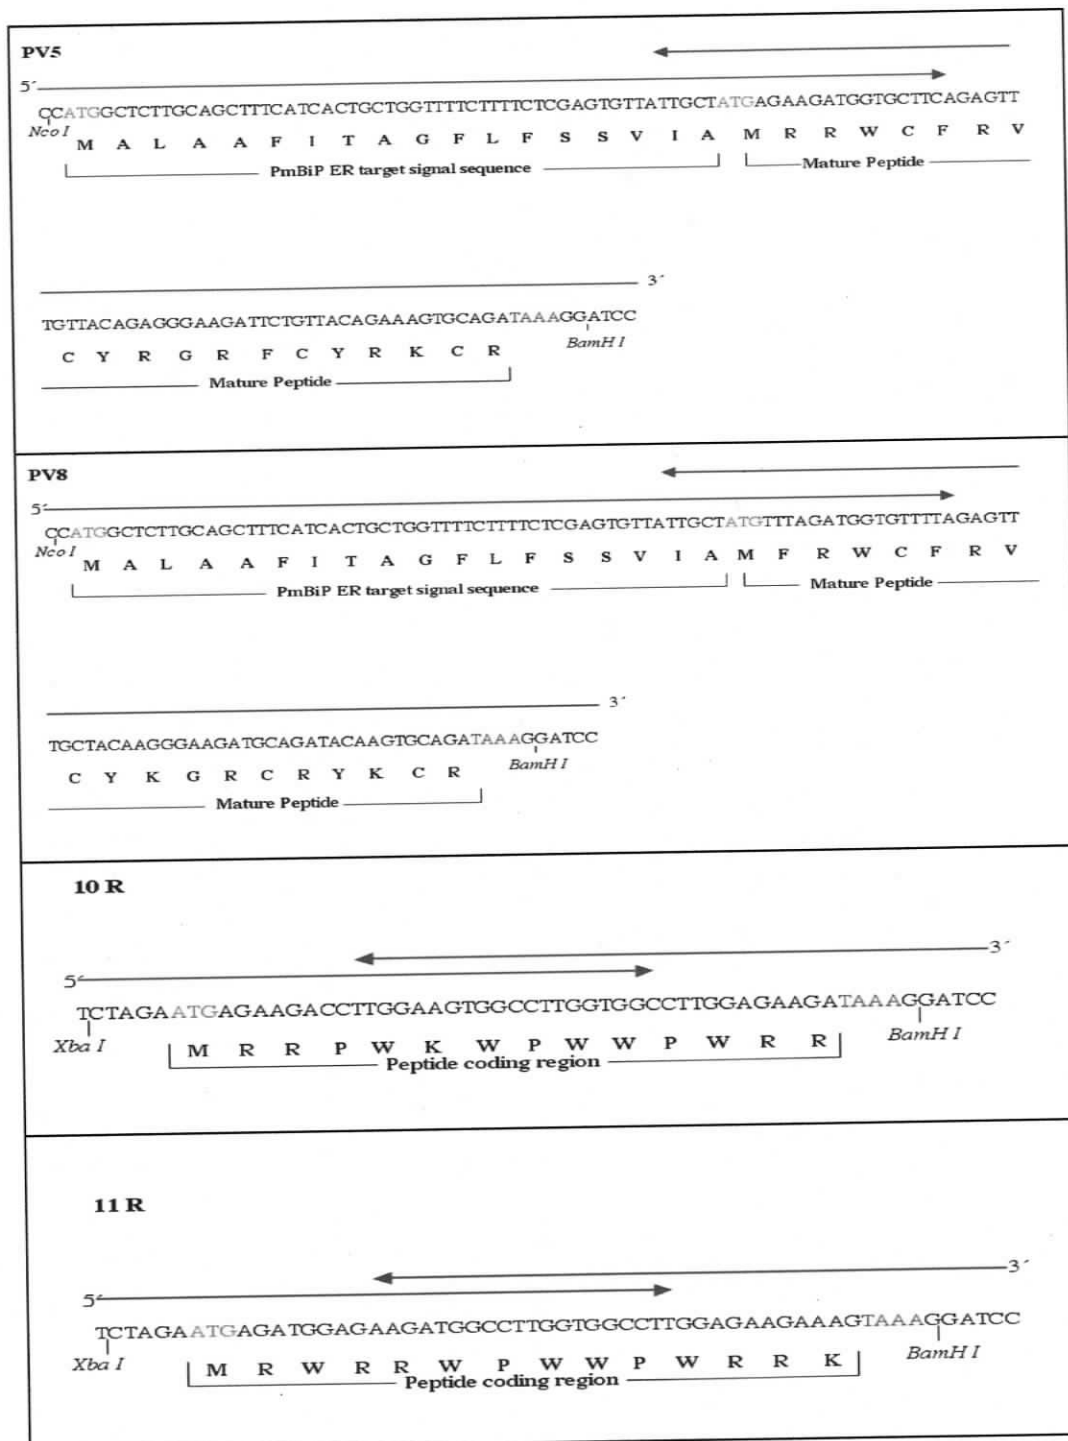 PV5
5´
CCATGGCTCTTGCAGCTTTCATCACTGCTGGTTTTCTTTTCTCGAGTGTTATTGCTATGAGAAGATGGTGCTTCAGAGTT
Nco I
M A L A A F I T A G F L F S S V I A M R R W C F R V
PmBiP ER target signal sequence Mature Peptide
3´
TGTTACAGAGGGAAGATTCTGTTACAGAAAGTGCAGATAAAGGATCC
C Y R G R F C Y R K C R BamH I
Mature Peptide
PV8
5´
CCATGGCTCTTGCAGCTTTCATCACTGCTGGTTTTCTTTTCTCGAGTGTTATTGCTATGTTTAGATGGTGTTTTAGAGTT
Nco I
M A L A A F I T A G F L F S S V I A M F R W C F R V
PmBiP ER target signal sequence Mature Peptide
3´
TGCTACAAGGGAAGATGCAGATACAAGTGCAGATAAAGGATCC
C Y K G R C R Y K C R BamH I
Mature Peptide
10 R
5´ 3´
TCTAGAATGAGAAGACCTTGGAAGTGGCCTTGGTGGCCTTGGAGAAGATAAAGGATCC
Xba I M R R P W K W P W W P W R R BamH I
Peptide coding region
11 R
5´ 3´
TCTAGAATGAGATGGAGAAGATGGCCTTGGTGGCCTTGGAGAAGAAAGTAAAGGATCC
Xba I M R W R R W P W W P W R R K BamH I
Peptide coding region